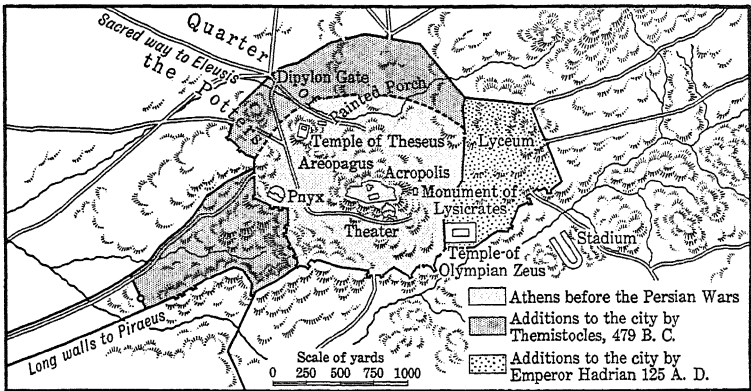 Quarter
Sacred way to Eleusis
the Potters'
Dipylon Gate
Painted Porch
Temple of Theseus
Lyceum
Areopagus
Acropolis
Pnyx
Monument of
Lysicrates
Theater
Stadium
Temple of
Olympian Zeus
Athens before the Persian Wars
Additions to the city by
Themistocles, 479 B. C.
Additions to the city by
Emperor Hadrian 125 A. D.
Long walls to Piraeus
Scale of yards
0 250 500 750 1000